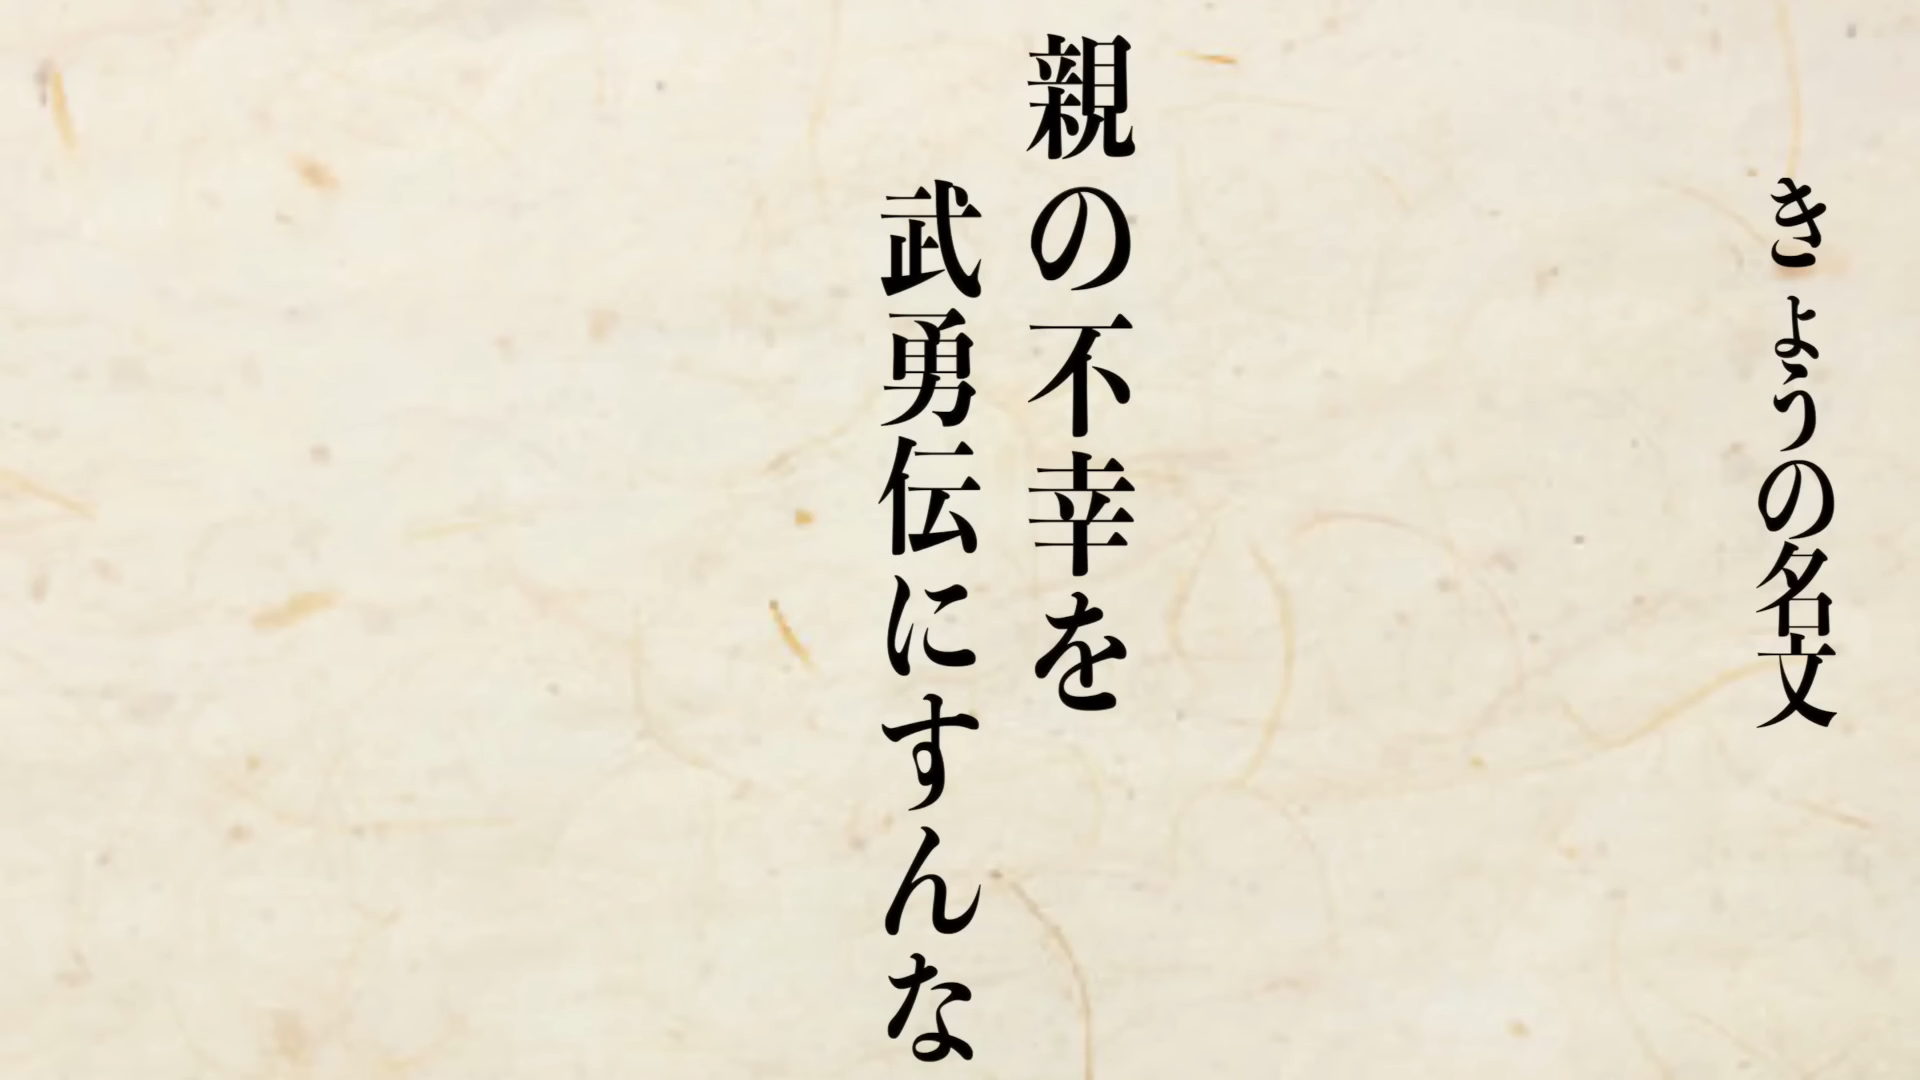 きょうの名文
親の不幸を
武勇伝にすんな